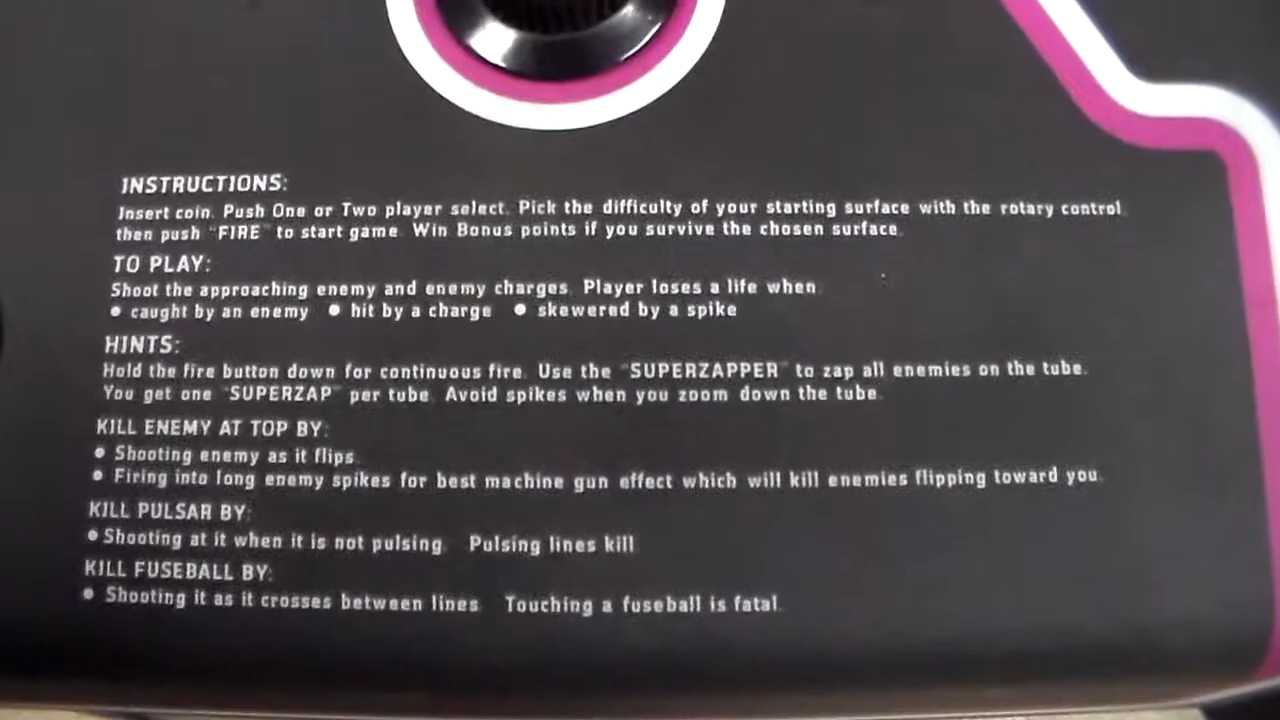 INSTRUCTIONS:
Insert coin. Push One or Two player select. Pick the difficulty of your starting surface with the rotary control
then push "FIRE" to start game. Win Bonus points if you survive the chosen surface.
TO PLAY:
Shoot the approaching enemy and enemy charges. Player loses a life when
• caught by an enemy • hit by a charge • skewered by a spike
HINTS:
Hold the fire button down for continuous fire. Use the "SUPERZAPPER" to zap all enemies on the tube.
You get one "SUPERZAP" per tube. Avoid spikes when you zoom down the tube.
KILL ENEMY AT TOP BY:
• Shooting enemy as it flips.
• Firing into long enemy spikes for best machine gun effect which will kill enemies flipping toward you.
KILL PULSAR BY:
• Shooting at it when it is not pulsing. Pulsing lines kill
KILL FUSEBALL BY:
• Shooting it as it crosses between lines Touching a fuseball is fatal.